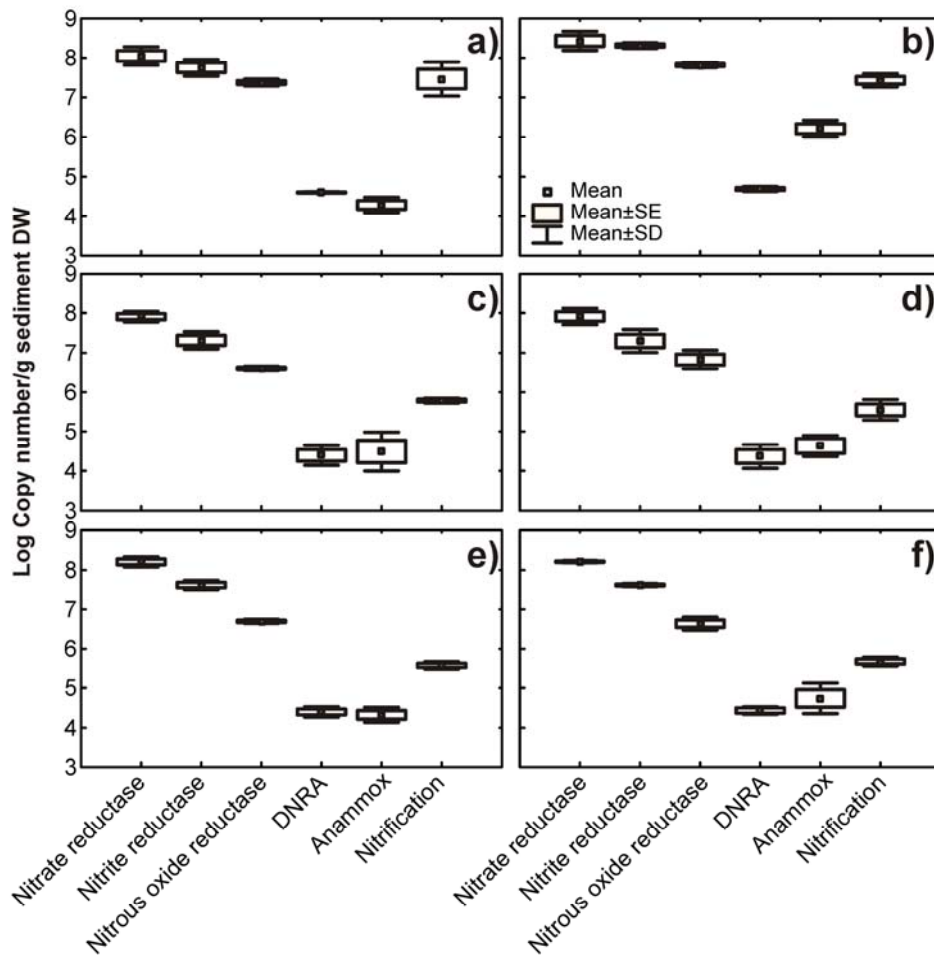 Log Copy number/g sediment DW
9
8
7
6
5
4
3
a)
b)
Mean
Mean±SE
Mean±SD
9
8
7
6
5
4
3
c)
d)
9
8
7
6
5
4
3
e)
f)
Nitrate reductase
Nitrite reductase
Nitrous oxide reductase
DNRA
Anammox
Nitrification
Nitrate reductase
Nitrite reductase
Nitrous oxide reductase
DNRA
Anammox
Nitrification